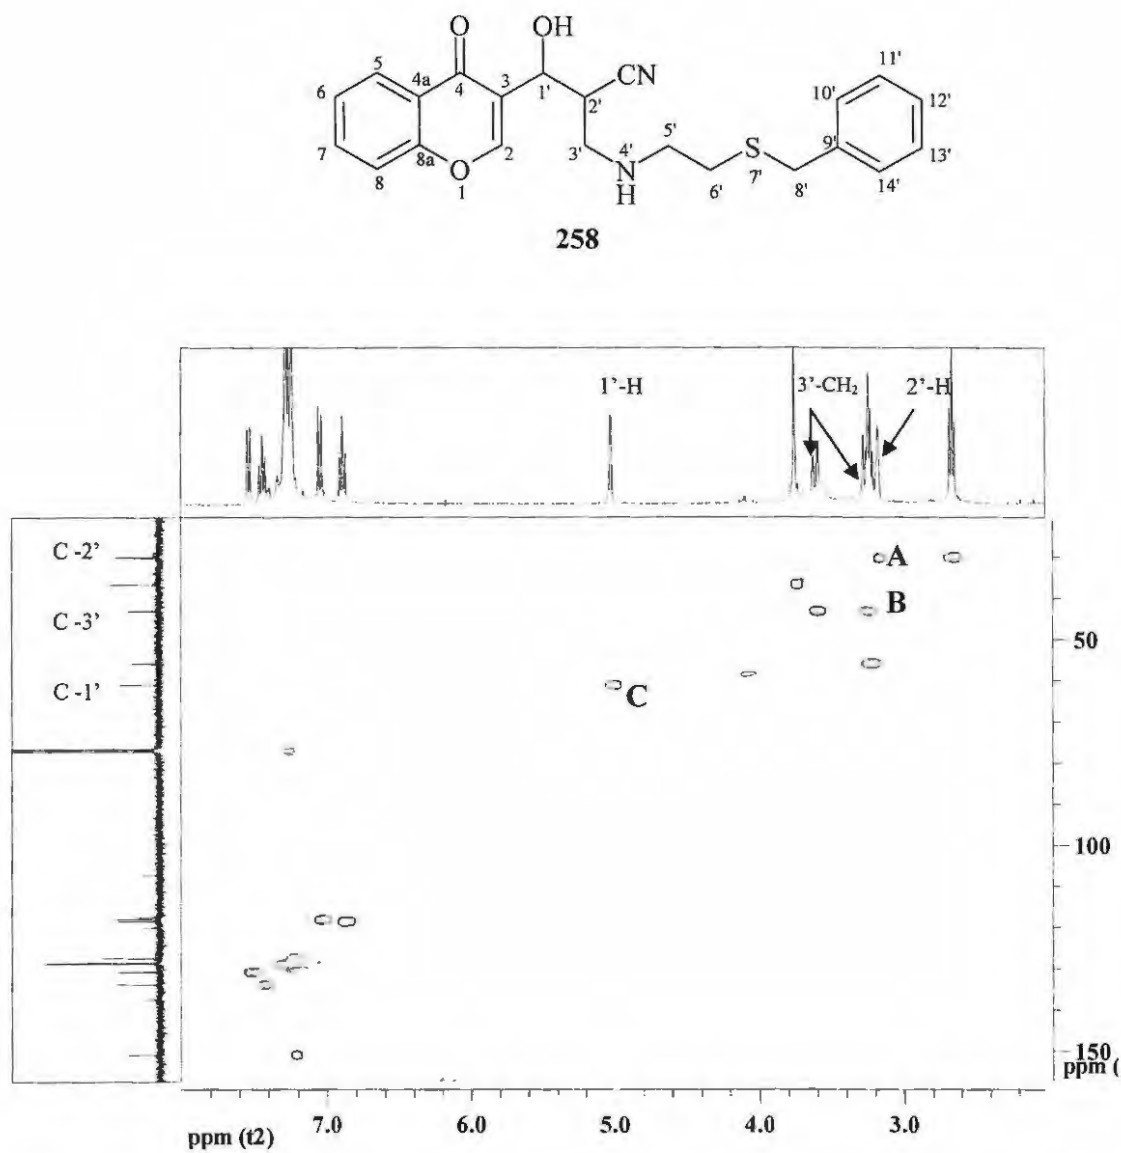 O OH
5 4a 3 CN 11'
6 4 1' 2' 10' 12'
7 8a 2 3' 4' N H 5' 6' S 7' 8' 9' 13'
8 O 1 14'
258
1'-H 3'-CH₂ 2'-H
C -2' A
C -3' B
50
C -1' C
100
150
ppm (
7.0 6.0 5.0 4.0 3.0
ppm (t2)